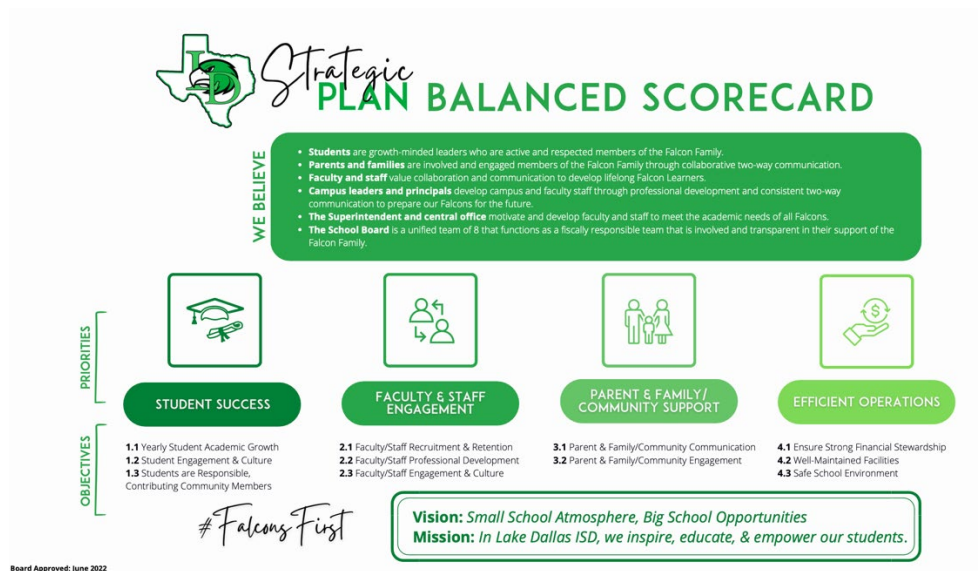 LD
Strategic
PLAN BALANCED SCORECARD
WE BELIEVE
• Students are growth-minded leaders who are active and respected members of the Falcon Family.
• Parents and families are involved and engaged members of the Falcon Family through collaborative two-way communication.
• Faculty and staff value collaboration and communication to develop lifelong Falcon Learners.
• Campus leaders and principals develop campus and faculty staff through professional development and consistent two-way
communication to prepare our Falcons for the future.
• The Superintendent and central office motivate and develop faculty and staff to meet the academic needs of all Falcons.
• The School Board is a unified team of 8 that functions as a fiscally responsible team that is involved and transparent in their support of the
Falcon Family.
PRIORITIES
$
STUDENT SUCCESS
FACULTY & STAFF
ENGAGEMENT
PARENT & FAMILY/
COMMUNITY SUPPORT
EFFICIENT OPERATIONS
OBJECTIVES
1.1 Yearly Student Academic Growth
1.2 Student Engagement & Culture
1.3 Students are Responsible,
Contributing Community Members
2.1 Faculty/Staff Recruitment & Retention
2.2 Faculty/Staff Professional Development
2.3 Faculty/Staff Engagement & Culture
3.1 Parent & Family/Community Communication
3.2 Parent & Family/Community Engagement
4.1 Ensure Strong Financial Stewardship
4.2 Well-Maintained Facilities
4.3 Safe School Environment
#FalconsFirst
Vision: Small School Atmosphere, Big School Opportunities
Mission: In Lake Dallas ISD, we inspire, educate, & empower our students.
Board Approved: June 2022